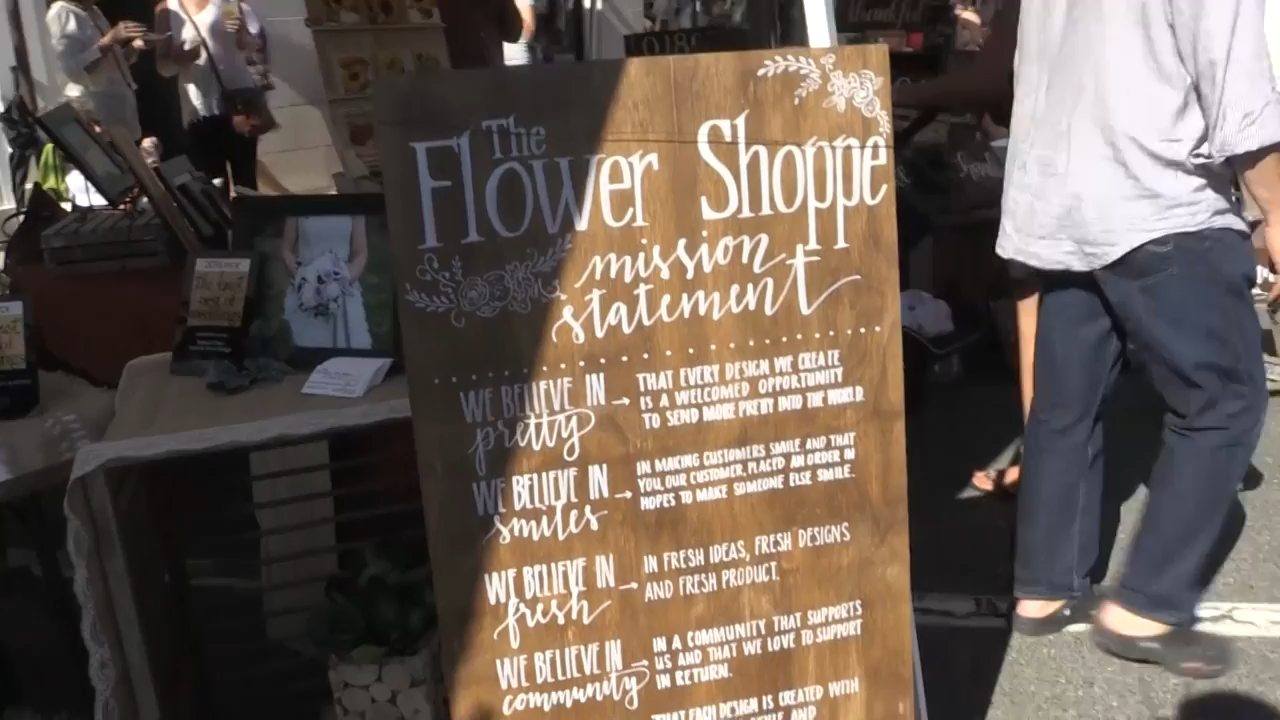 The
Flower Shoppe
mission
statement
WE BELIEVE IN
pretty
→ THAT EVERY DESIGN WE CREATE
IS A WELCOMED OPPORTUNITY
TO SEND MORE PRETTY INTO THE WORLD.
WE BELIEVE IN
smiles
→ IN MAKING CUSTOMERS SMILE AND THAT
YOU, OUR CUSTOMER, PLACED AN ORDER IN
HOPES TO MAKE SOMEONE ELSE SMILE.
WE BELIEVE IN
fresh
→ IN FRESH IDEAS, FRESH DESIGNS
AND FRESH PRODUCT.
WE BELIEVE IN
community
→ IN A COMMUNITY THAT SUPPORTS
US AND THAT WE LOVE TO SUPPORT
IN RETURN.
THAT EACH DESIGN IS CREATED WITH
STYLE AND
thankful